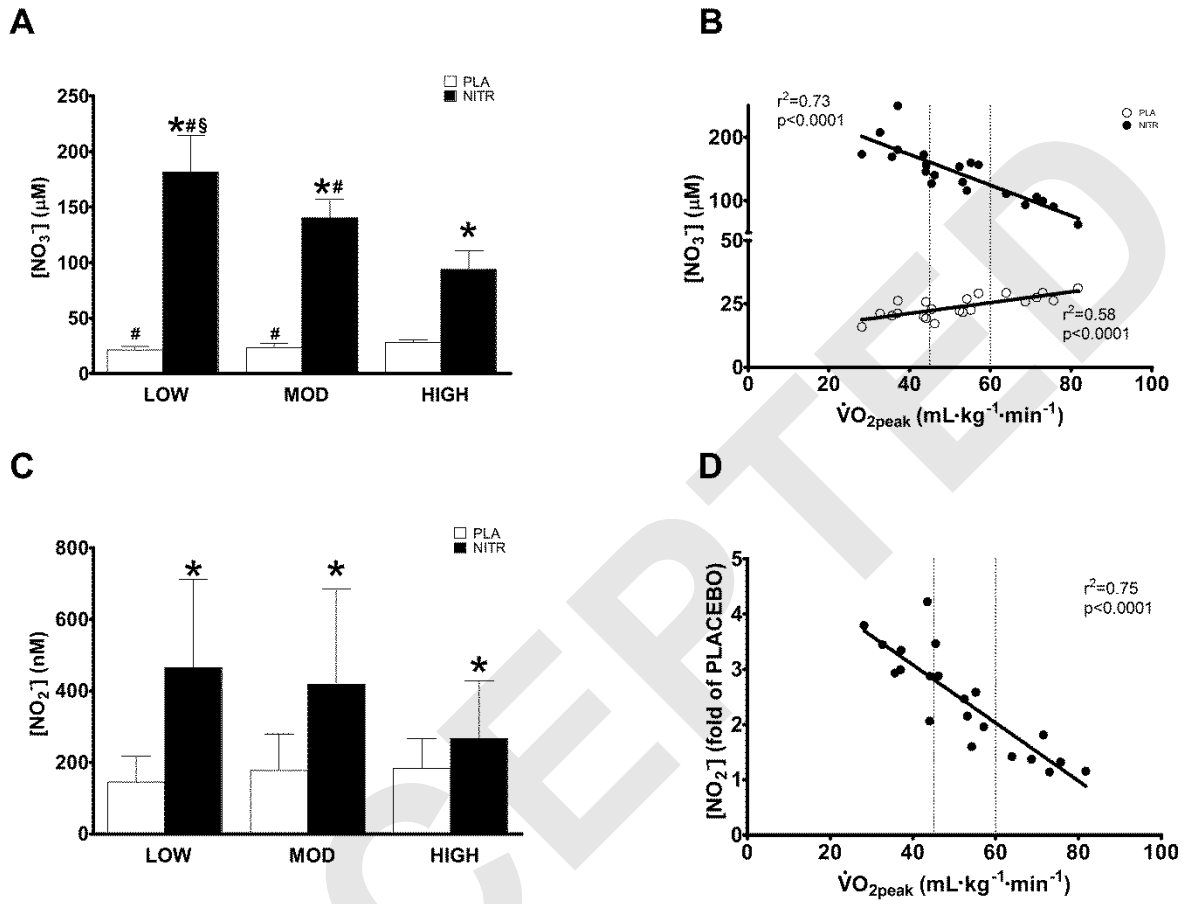 A
PLA
NITR
[NO₃⁻] (μM)
250
200
150
100
50
0
*#§
*#
*
#
#
LOW MOD HIGH
B
r²=0.73
p<0.0001
PLA
NITR
[NO₃⁻] (μM)
200
100
50
25
0
r²=0.58
p<0.0001
0 20 40 60 80 100
V̇O₂peak (mL·kg⁻¹·min⁻¹)
C
PLA
NITR
[NO₂⁻] (nM)
800
600
400
200
0
* * *
LOW MOD HIGH
D
[NO₂⁻] (fold of PLACEBO)
5
4
3
2
1
0
r²=0.75
p<0.0001
0 20 40 60 80 100
V̇O₂peak (mL·kg⁻¹·min⁻¹)
CEPTED